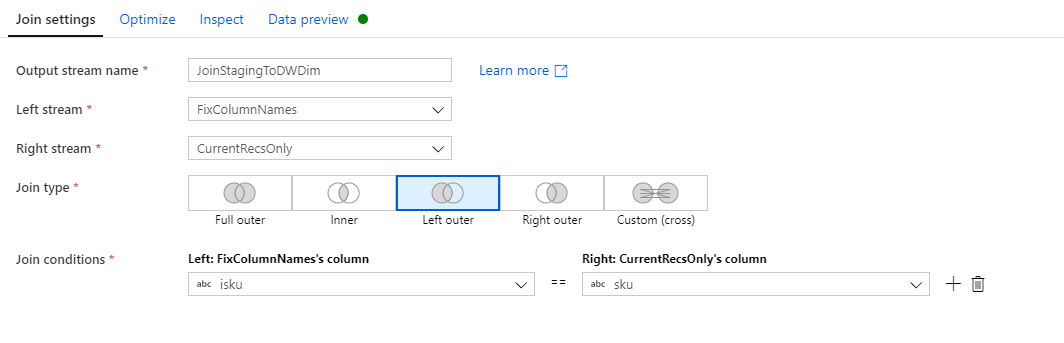 Join settings Optimize Inspect Data preview
Output stream name * JoinStagingToDWDim Learn more
Left stream * FixColumnNames
Right stream * CurrentRecsOnly
Join type *
Full outer Inner Left outer Right outer Custom (cross)
Join conditions * Left: FixColumnNames's column Right: CurrentRecsOnly's column
abc isku == abc sku